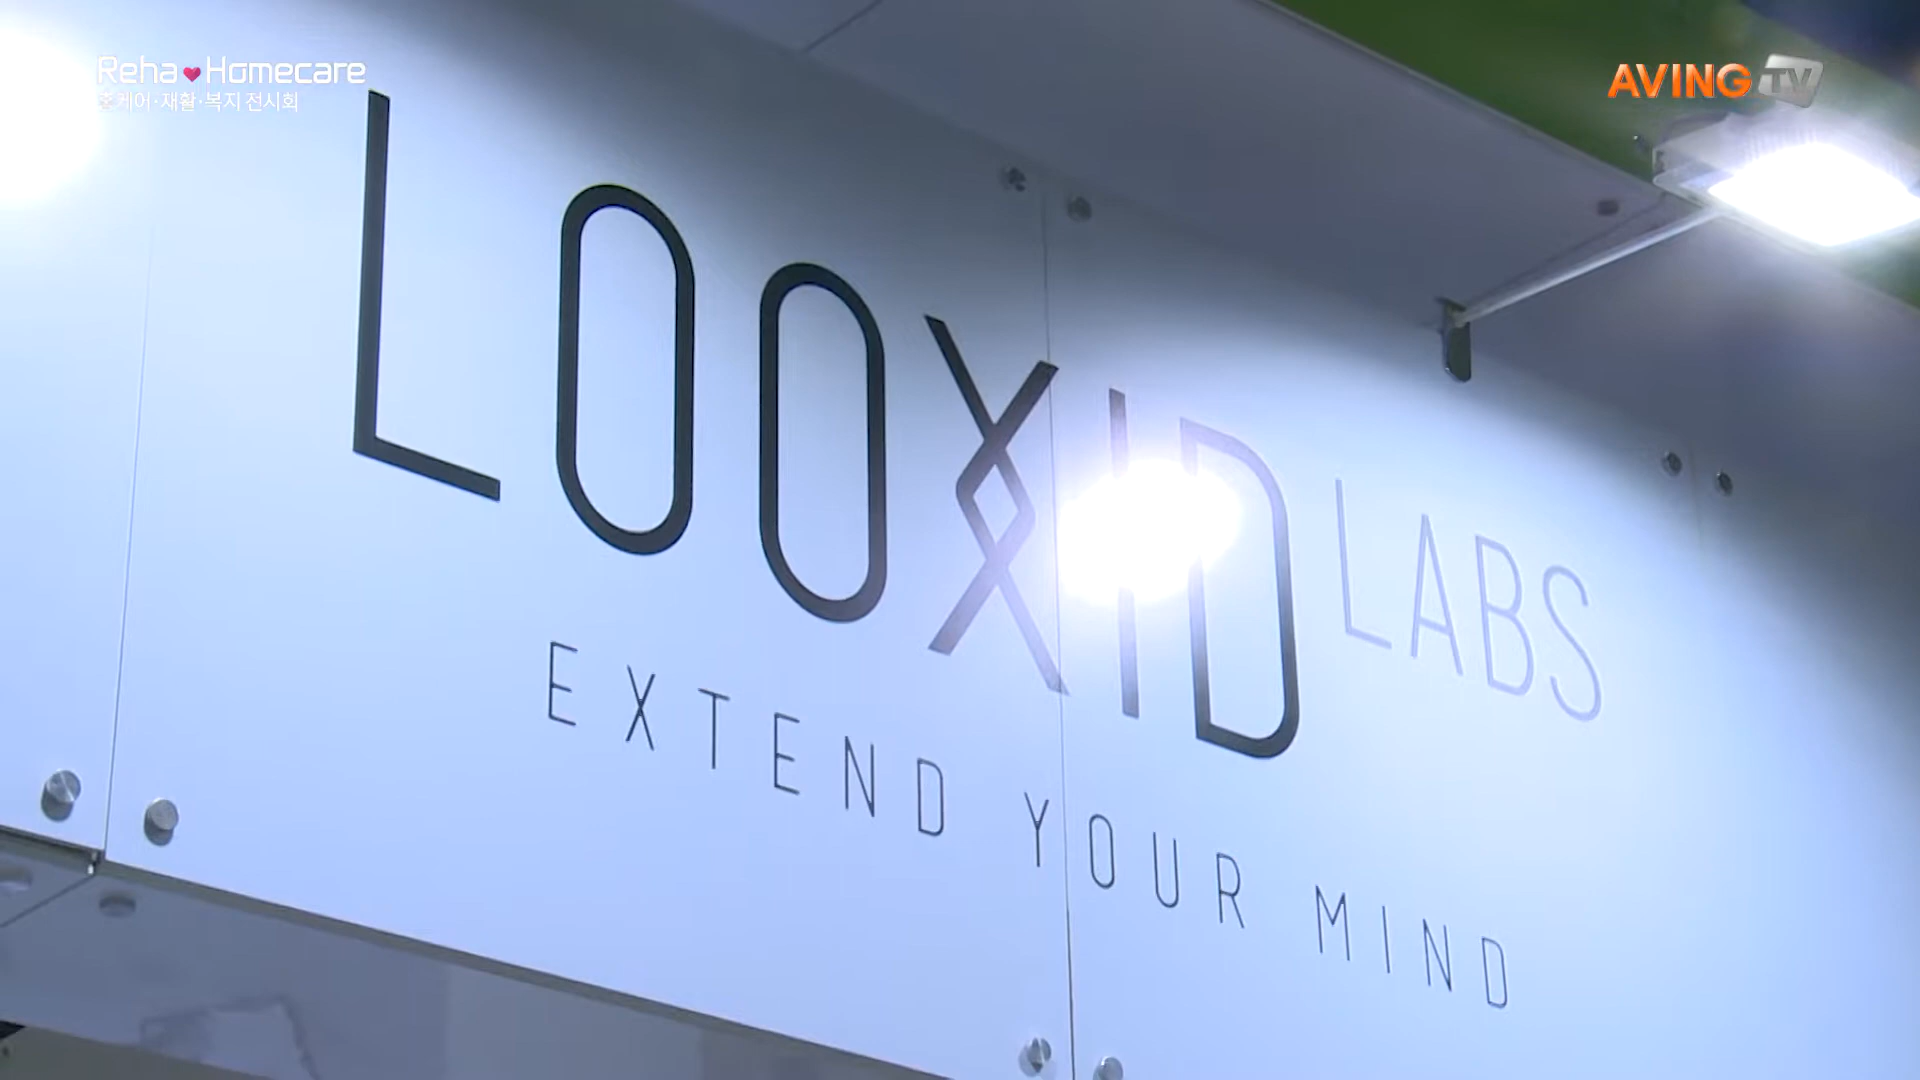 Reha Homecare
홈케어·재활·복지 전시회
AVING TV
LOOXID LABS
EXTEND YOUR MIND